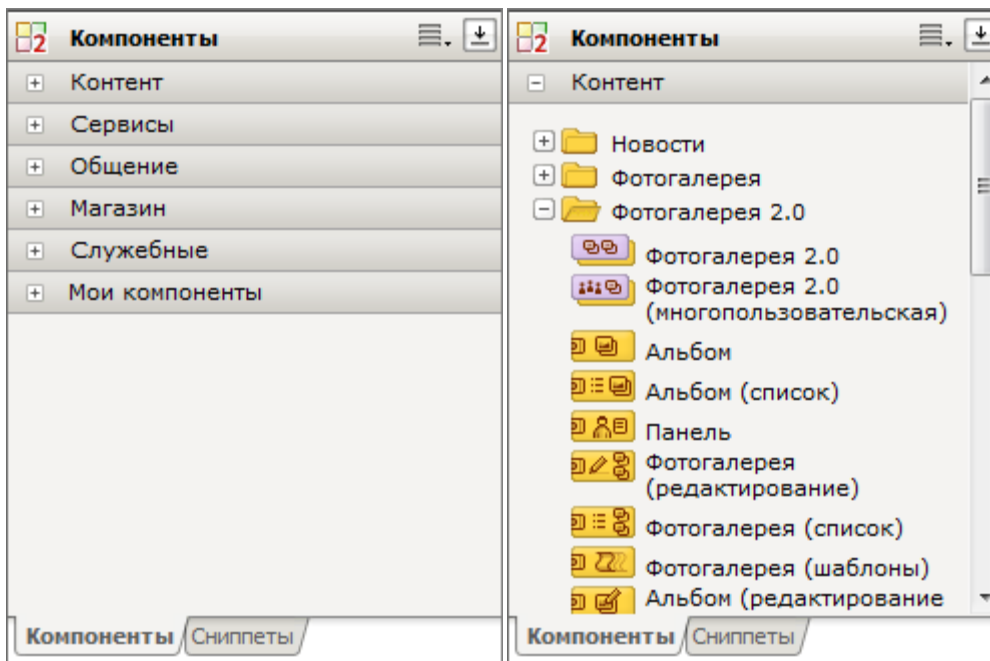 2 Компоненты
Контент
Сервисы
Общение
Магазин
Служебные
Мои компоненты
Компоненты Сниппеты
2 Компоненты
Контент
Новости
Фотогалерея
Фотогалерея 2.0
Фотогалерея 2.0
Фотогалерея 2.0
(многопользовательская)
Альбом
Альбом (список)
Панель
Фотогалерея
(редактирование)
Фотогалерея (список)
Фотогалерея (шаблоны)
Альбом (редактирование
Компоненты Сниппеты